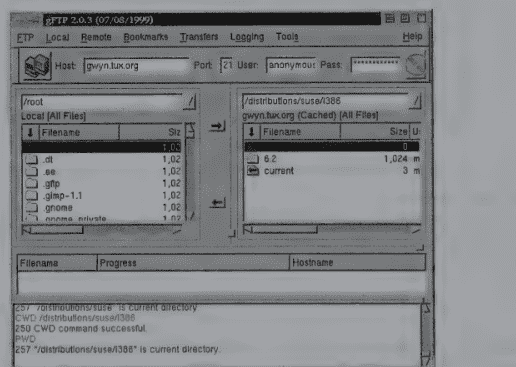 gFTP 2.0.3 (07/08/1999)
FTP Local Remote Bookmarks Transfers Logging Tools Help
Host: gwyn.tux.org Port: 21 User: anonymous Pass: ************
/root
Local [All Files]
Filename Siz
1,02
.dt 1,02
.ee 1,02
.gftp 1,02
.gimp-1.1 1,02
.gnome 1,02
.gnome_private 1,02
/distributions/suse/i386
gwyn.tux.org (Cached) [All Files]
Filename Size U
0
6.2 1,024 m
current 3 m
Filename Progress Hostname
257 "/distributions/suse" is current directory.
CWD /distributions/suse/i386
250 CWD command successful.
PWD
257 "/distributions/suse/i386" is current directory.